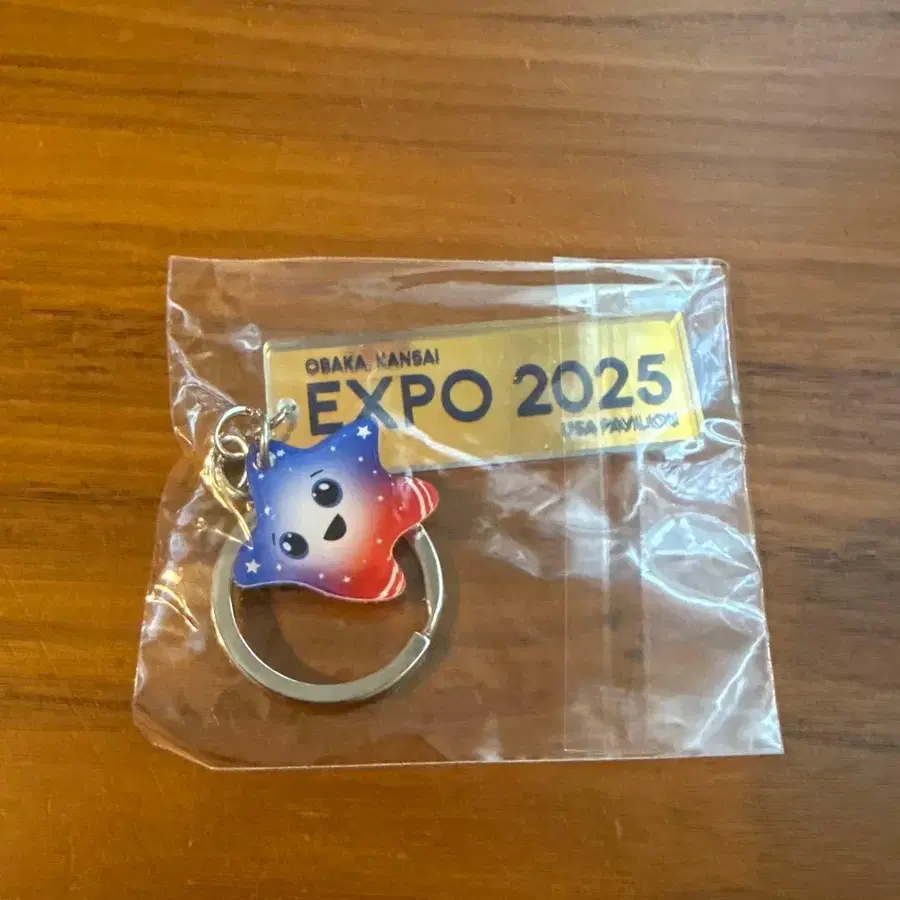 OSAKA, KANSAI
EXPO 2025
USA PAVILION